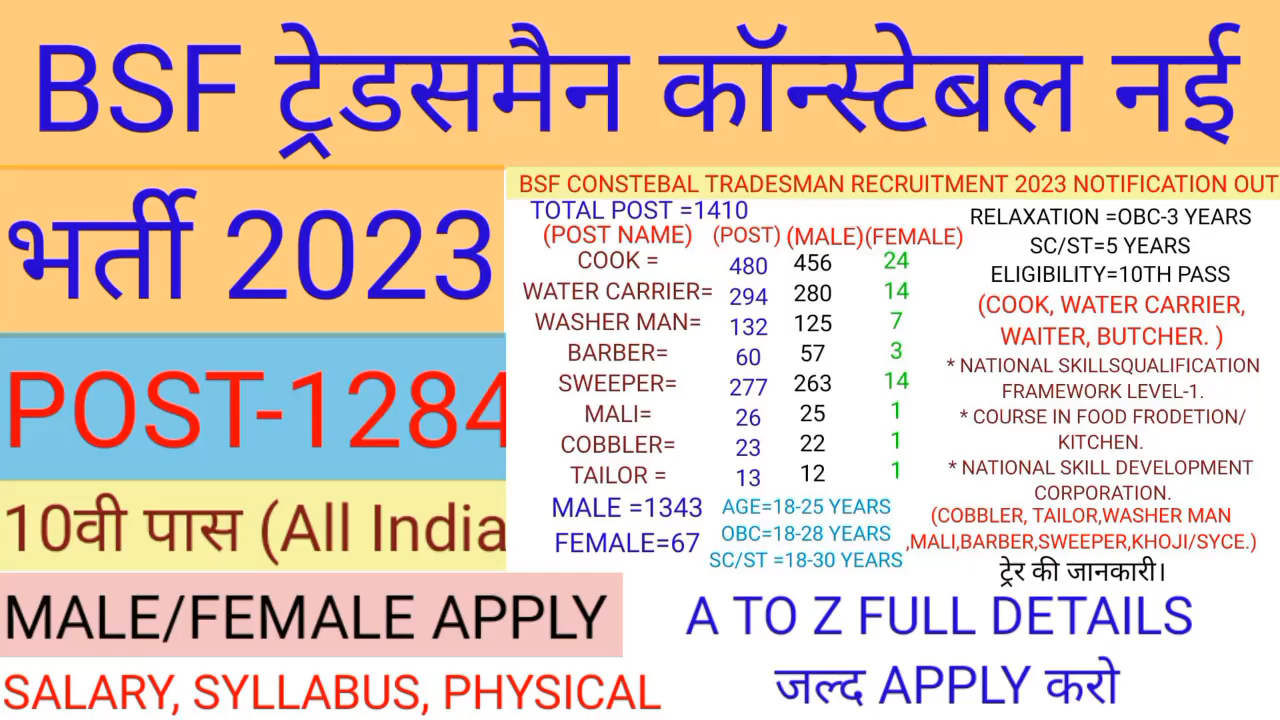 BSF ट्रेडसमैन कॉन्स्टेबल नई
भर्ती 2023
POST-1284
10वी पास (All India
MALE/FEMALE APPLY
SALARY, SYLLABUS, PHYSICAL
BSF CONSTEBAL TRADESMAN RECRUITMENT 2023 NOTIFICATION OUT
TOTAL POST =1410
(POST NAME) (POST) (MALE)(FEMALE)
COOK = 480 456 24
WATER CARRIER= 294 280 14
WASHER MAN= 132 125 7
BARBER= 60 57 3
SWEEPER= 277 263 14
MALI= 26 25 1
COBBLER= 23 22 1
TAILOR = 13 12 1
MALE =1343
FEMALE=67
AGE=18-25 YEARS
OBC=18-28 YEARS
SC/ST =18-30 YEARS
RELAXATION =OBC-3 YEARS
SC/ST=5 YEARS
ELIGIBILITY=10TH PASS
(COOK, WATER CARRIER,
WAITER, BUTCHER. )
* NATIONAL SKILLSQUALIFICATION
FRAMEWORK LEVEL-1.
* COURSE IN FOOD FRODETION/
KITCHEN.
* NATIONAL SKILL DEVELOPMENT
CORPORATION.
(COBBLER, TAILOR,WASHER MAN
,MALI,BARBER,SWEEPER,KHOJI/SYCE.)
ट्रेर की जानकारी।
A TO Z FULL DETAILS
जल्द APPLY करो